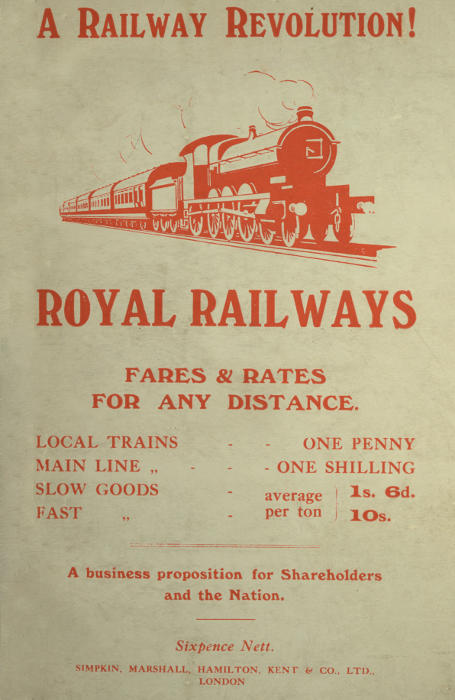 A RAILWAY REVOLUTION!
ROYAL RAILWAYS
FARES & RATES
FOR ANY DISTANCE.
LOCAL TRAINS - - ONE PENNY
MAIN LINE „ - - - ONE SHILLING
SLOW GOODS - average 1s. 6d.
FAST „ - per ton 10s.
A business proposition for Shareholders
and the Nation.
Sixpence Nett.
SIMPKIN, MARSHALL, HAMILTON, KENT & CO., LTD.,
LONDON